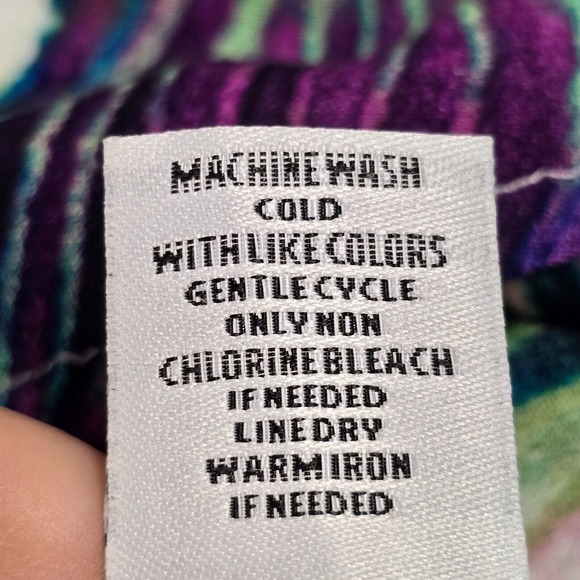 MACHINE WASH
COLD
WITH LIKE COLORS
GENTLE CYCLE
ONLY NON
CHLORINE BLEACH
IF NEEDED
LINE DRY
WARM IRON
IF NEEDED